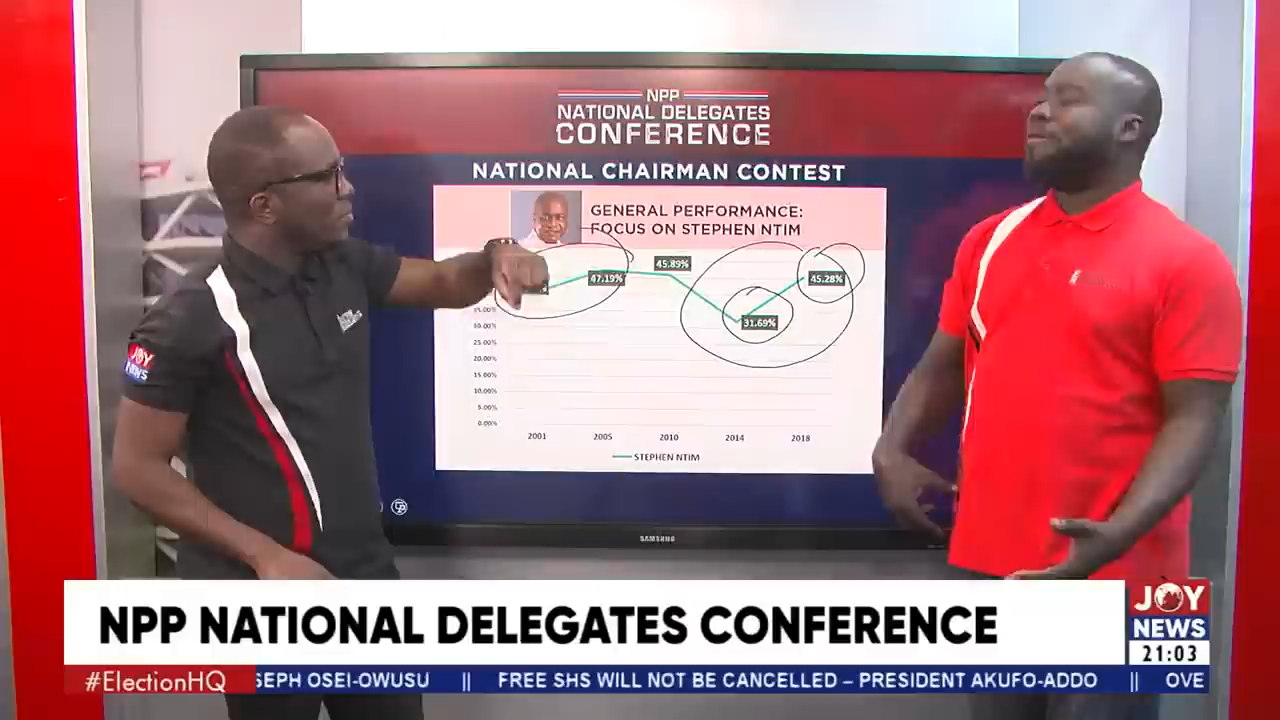 NPP
NATIONAL DELEGATES
CONFERENCE
NATIONAL CHAIRMAN CONTEST
GENERAL PERFORMANCE:
FOCUS ON STEPHEN NTIM
47.19%
45.89%
31.69%
45.28%
35.00%
30.00%
25.00%
20.00%
15.00%
10.00%
5.00%
0.00%
2001 2005 2010 2014 2018
STEPHEN NTIM
SAMSUNG
JOY
NEWS
NPP NATIONAL DELEGATES CONFERENCE
JOY
NEWS
21:03
#ElectionHQ
SEPH OSEI-OWUSU || FREE SHS WILL NOT BE CANCELLED – PRESIDENT AKUFO-ADDO || OVE